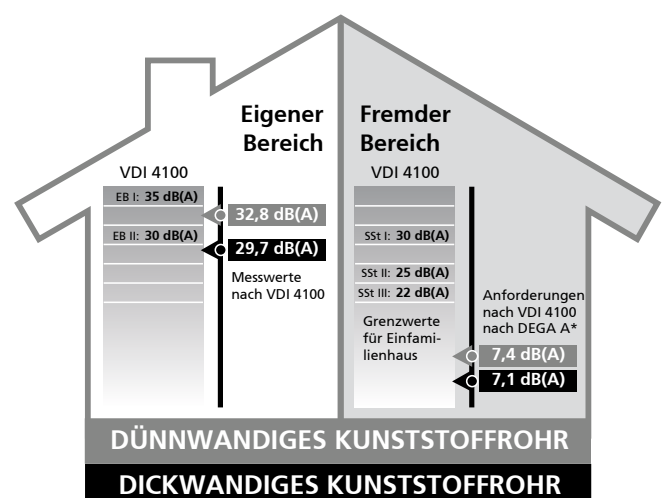 Eigener
Bereich
VDI 4100
EB I: 35 dB(A)
32,8 dB(A)
EB II: 30 dB(A)
29,7 dB(A)
Messwerte
nach VDI 4100
Fremder
Bereich
VDI 4100
SSt I: 30 dB(A)
SSt II: 25 dB(A)
SSt III: 22 dB(A)
Grenzwerte
für Einfami-
lienhaus
Anforderungen
nach VDI 4100
nach DEGA A*
7,4 dB(A)
7,1 dB(A)
DÜNNWANDIGES KUNSTSTOFFROHR
DICKWANDIGES KUNSTSTOFFROHR